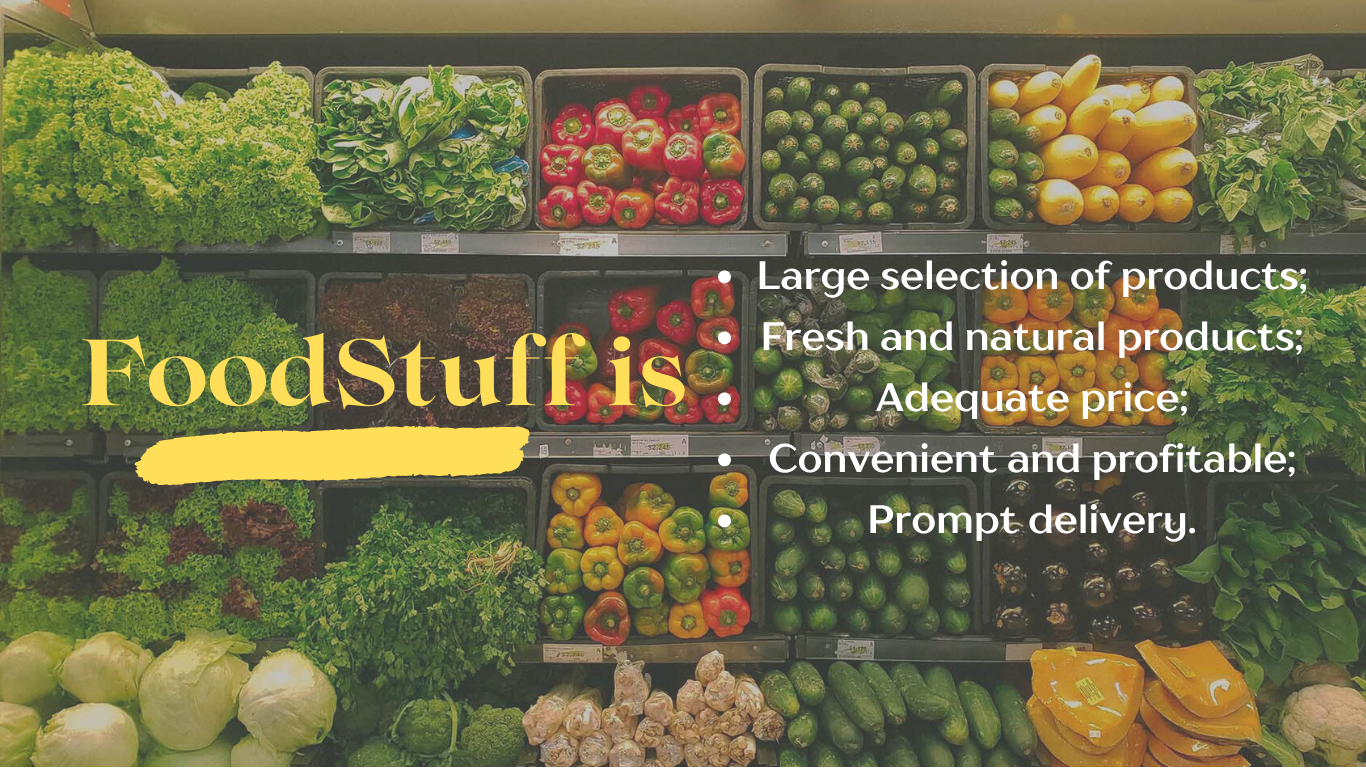 FoodStuff is
• Large selection of products;
• Fresh and natural products;
• Adequate price;
• Convenient and profitable;
• Prompt delivery.